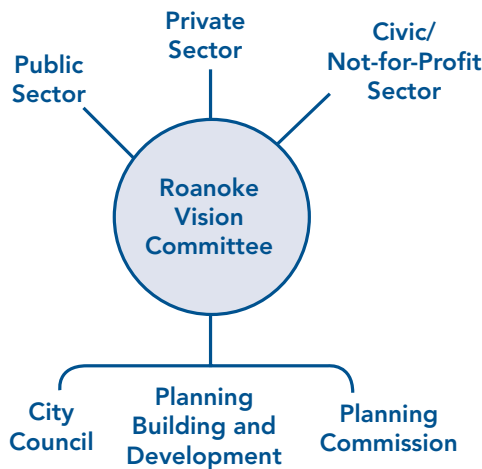 Private
Sector
Public
Sector
Civic/
Not-for-Profit
Sector
Roanoke
Vision
Committee
City
Council
Planning
Building and
Development
Planning
Commission